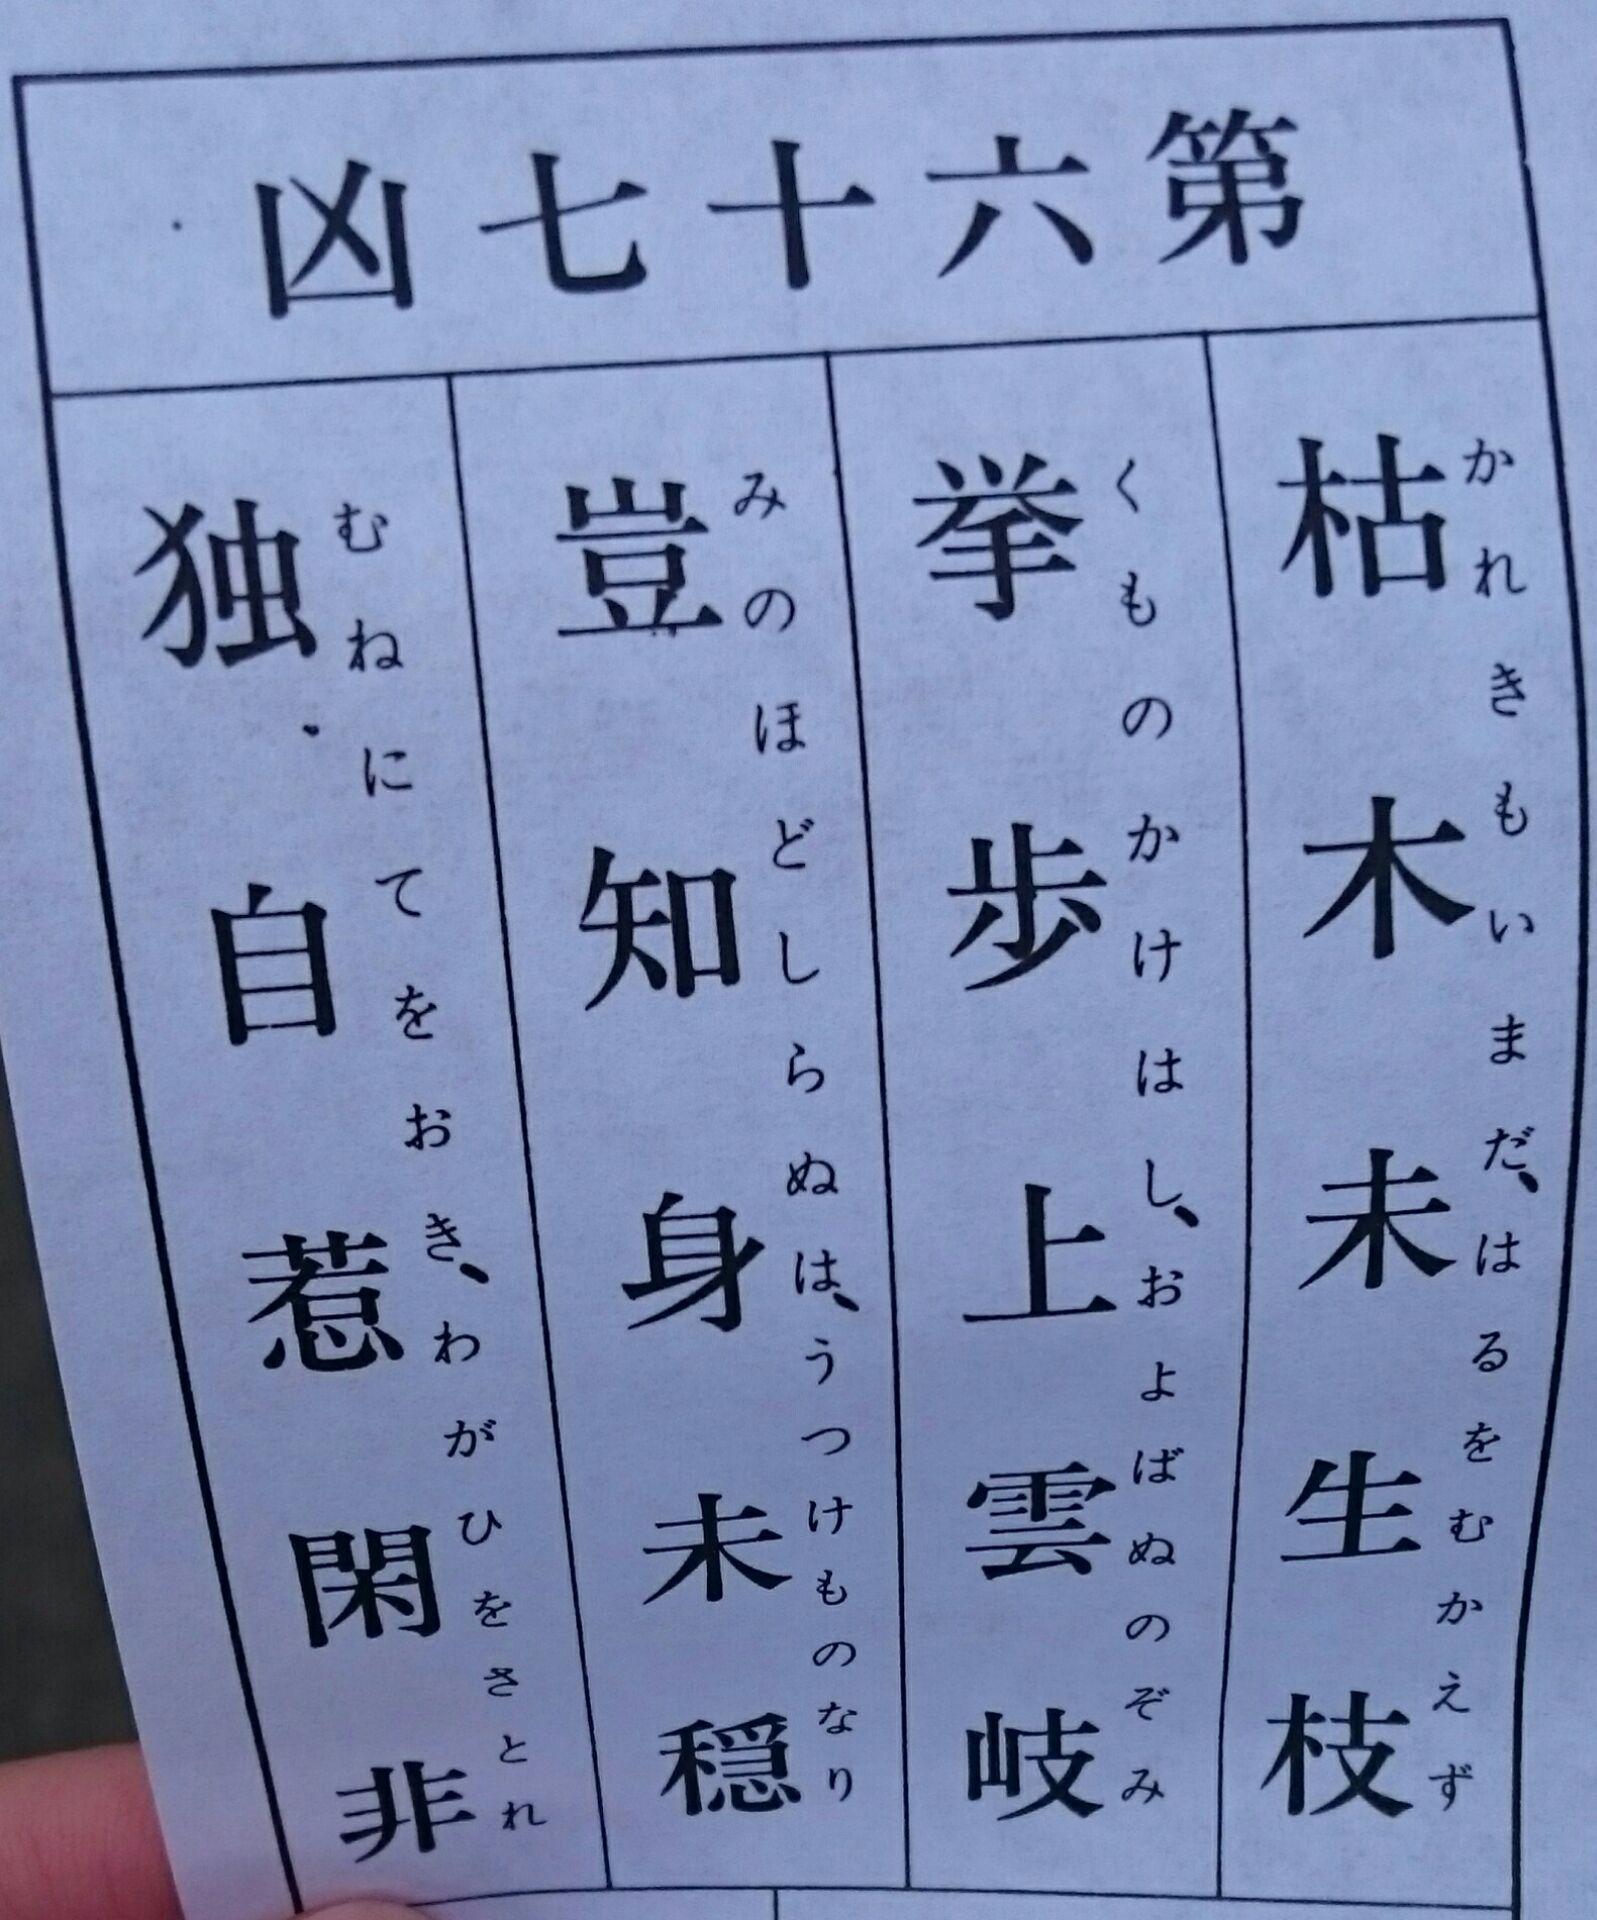 第六十七凶
枯木未生枝
かれきもいまだ、はるをむかえず
挙歩上雲岐
くものかけはし、およばぬのぞみ
豈知身未穏
みのほどしらぬは、うつけものなり
独自惹閑非
むねにてをおき、わがひをさとれ